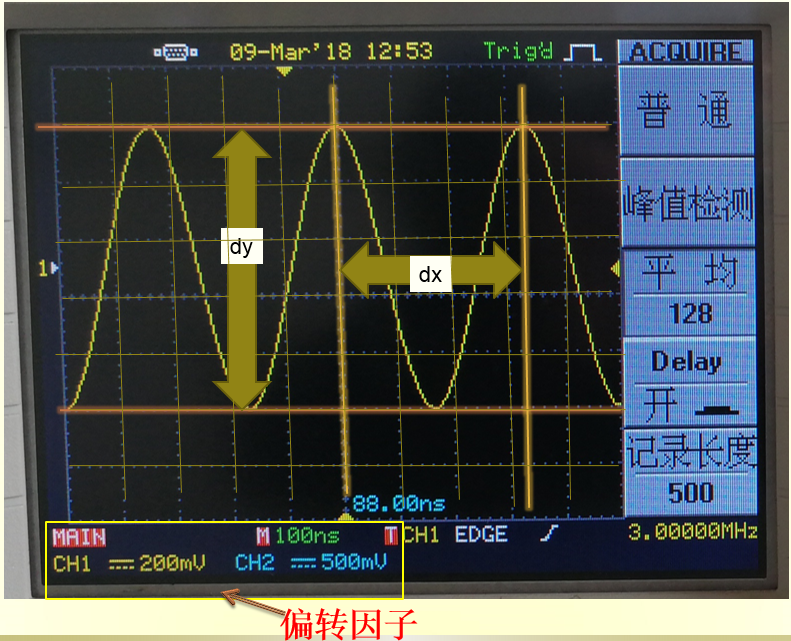 09-Mar'18 12:53 Trig'd ACQUIRE
普 通
峰值检测
dy
1
dx
平 均
128
Delay
开
记录长度
500
88.00ns
MAIN M 100ns T CH1 EDGE 3.00000MHz
CH1 200mV CH2 500mV
偏转因子